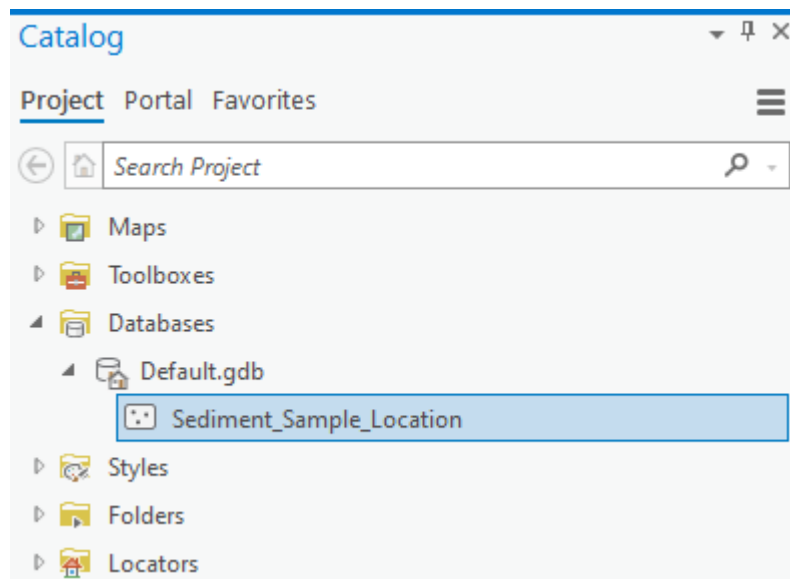 Catalog
Project Portal Favorites
Search Project
Maps
Toolboxes
Databases
Default.gdb
Sediment_Sample_Location
Styles
Folders
Locators